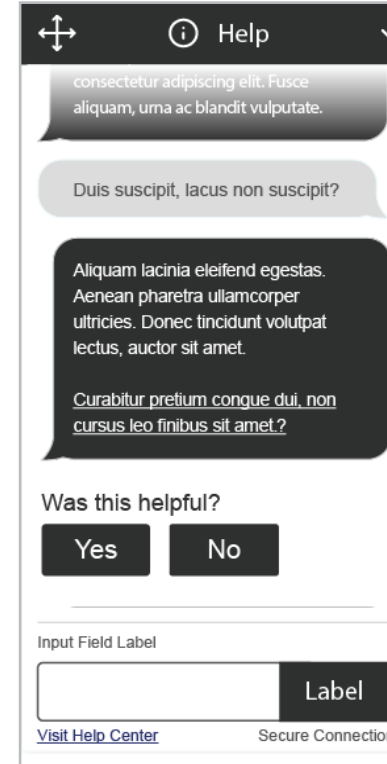 Help
consectetur adipiscing elit. Fusce
aliquam, urna ac blandit vulputate.
Duis suscipit, lacus non suscipit?
Aliquam lacinia eleifend egestas.
Aenean pharetra ullamcorper
ultricies. Donec tincidunt volutpat
lectus, auctor sit amet.
Curabitur pretium congue dui, non
cursus leo finibus sit amet.?
Was this helpful?
Yes No
Input Field Label
Label
Visit Help Center Secure Connection